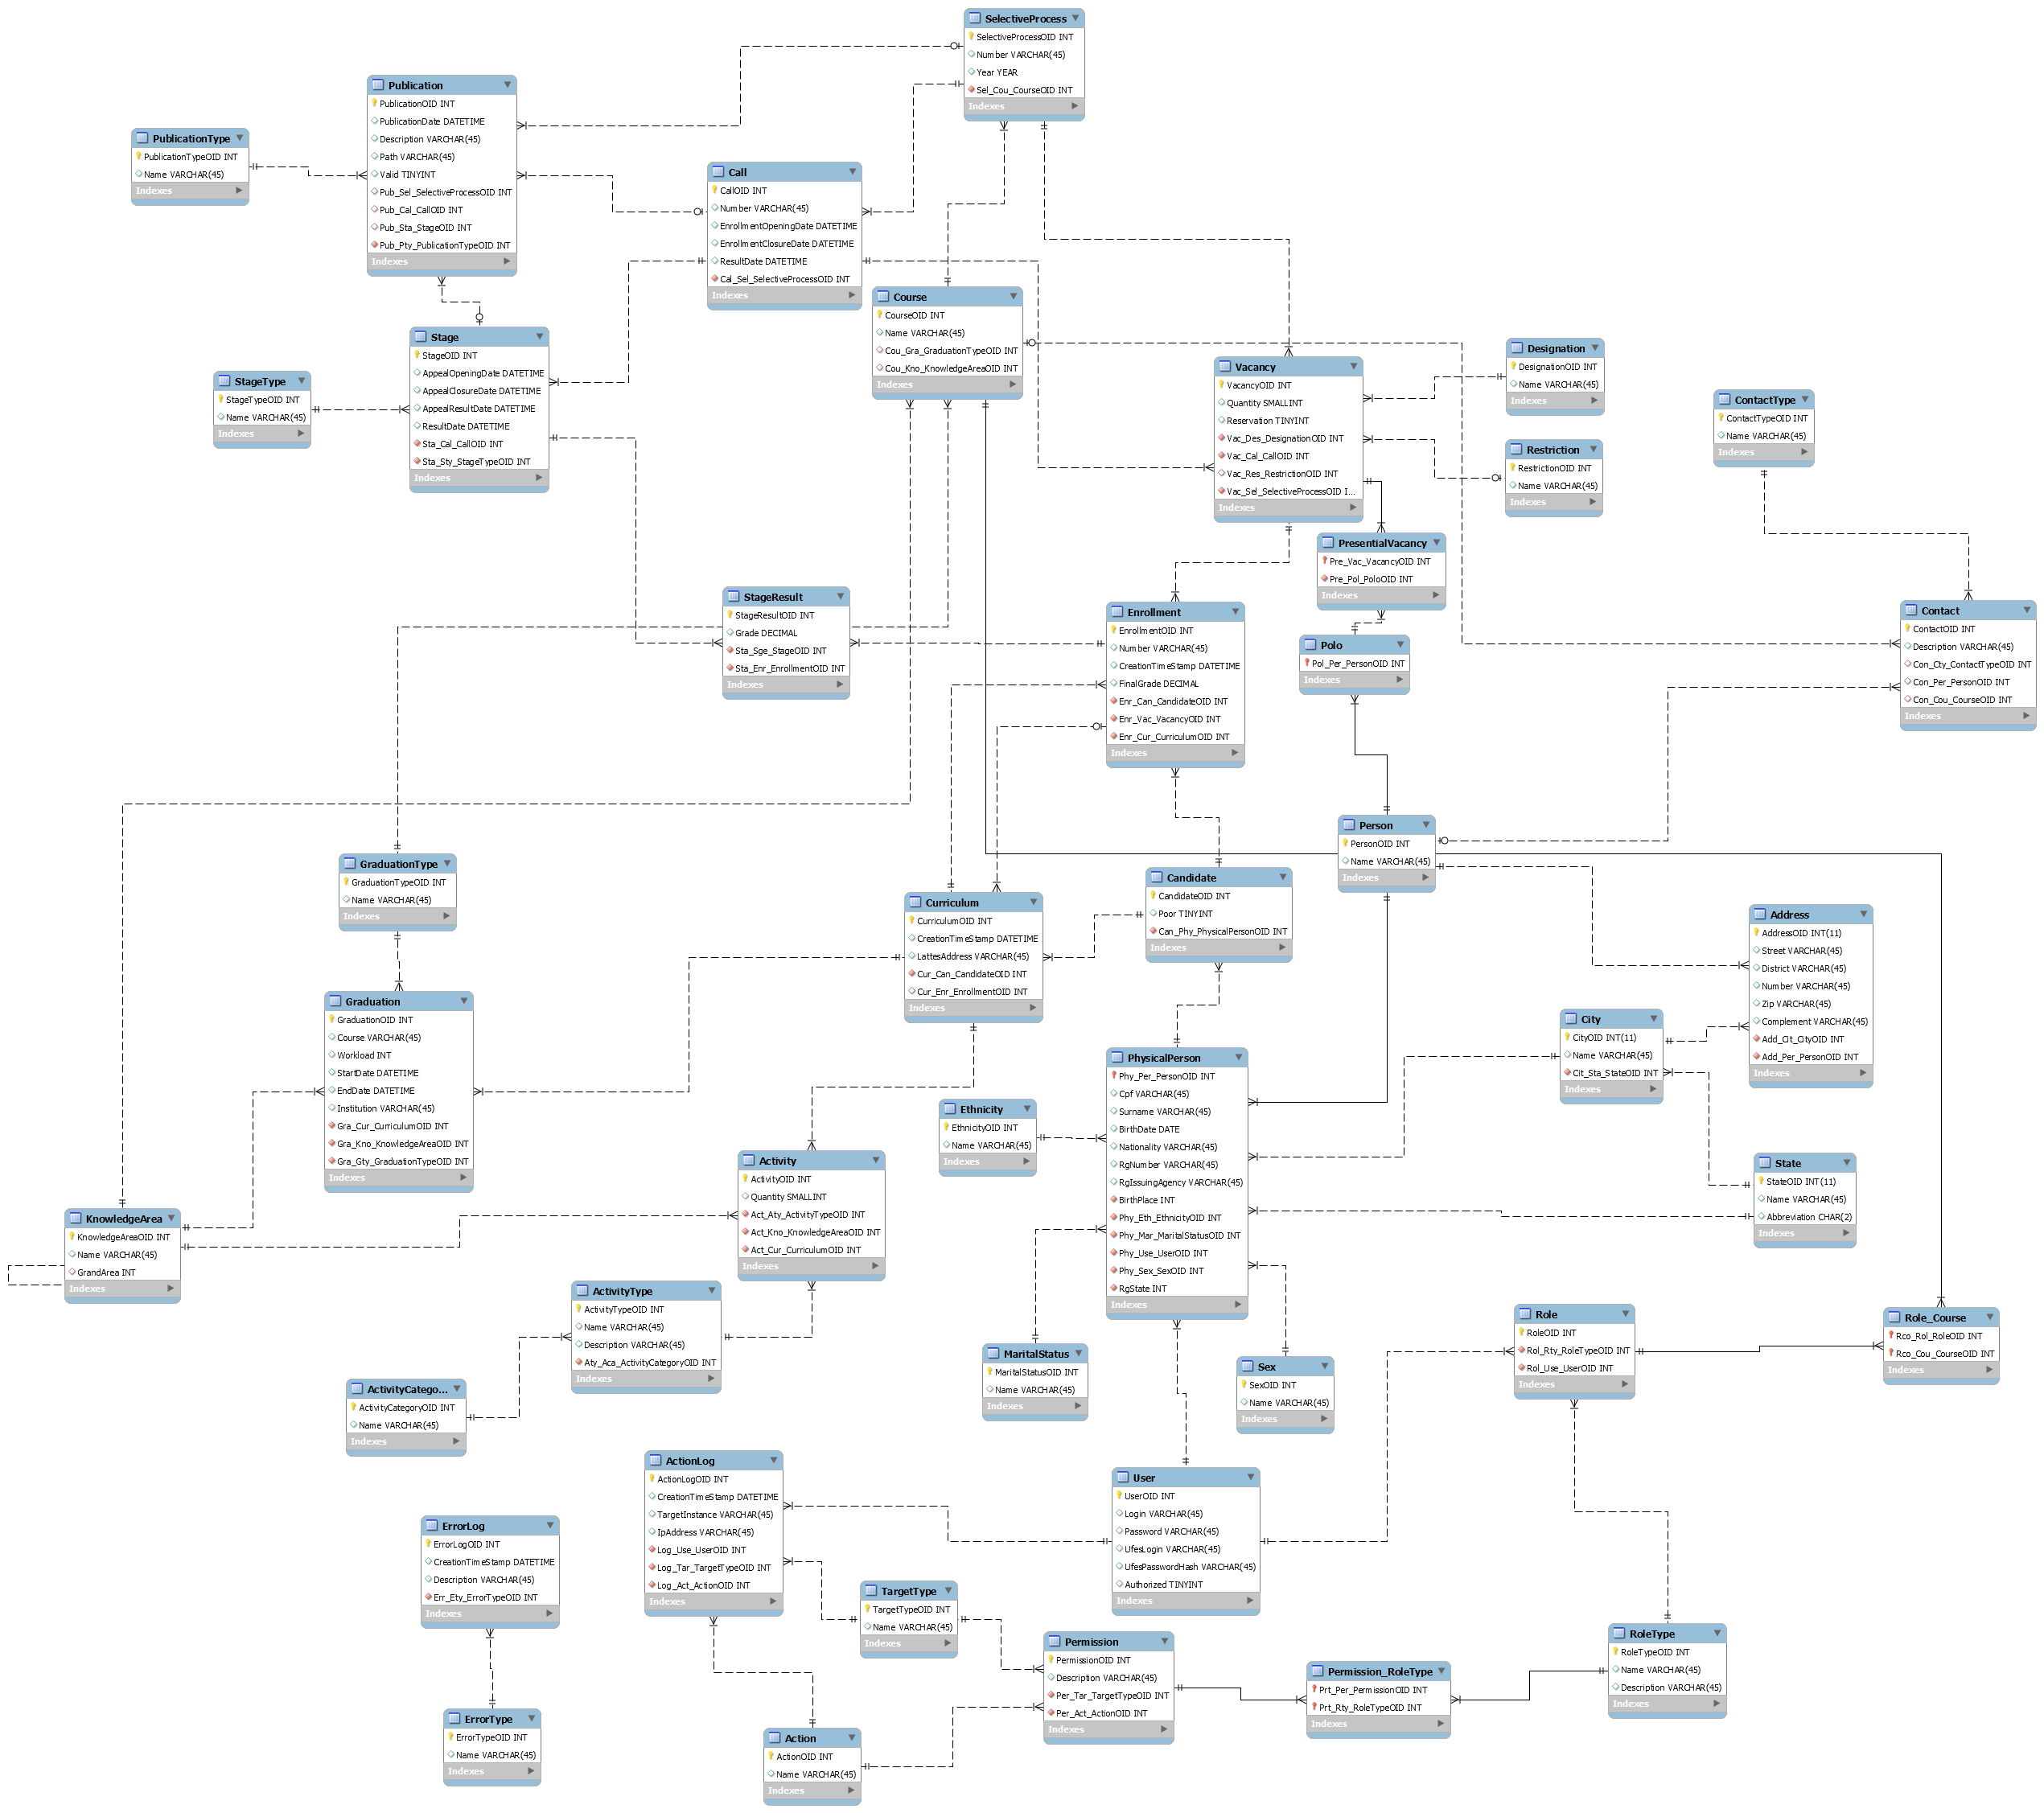 SelectiveProcess
SelectiveProcessOID INT
Number VARCHAR(45)
Year YEAR
Sel_Cou_CourseOID INT
Indexes
Publication
PublicationOID INT
PublicationDate DATETIME
Description VARCHAR(45)
Path VARCHAR(45)
Valid TINYINT
Pub_Sel_SelectiveProcessOID INT
Pub_Cal_CallOID INT
Pub_Sta_StageOID INT
Pub_Pty_PublicationTypeOID INT
Indexes
PublicationType
PublicationTypeOID INT
Name VARCHAR(45)
Indexes
Call
CallOID INT
Number VARCHAR(45)
EnrollmentOpeningDate DATETIME
EnrollmentClosureDate DATETIME
ResultDate DATETIME
Cal_Sel_SelectiveProcessOID INT
Indexes
Course
CourseOID INT
Name VARCHAR(45)
Cou_Gra_GraduationTypeOID INT
Cou_Kno_KnowledgeAreaOID INT
Indexes
Stage
StageOID INT
AppealOpeningDate DATETIME
AppealClosureDate DATETIME
AppealResultDate DATETIME
ResultDate DATETIME
Sta_Cal_CallOID INT
Sta_Sty_StageTypeOID INT
Indexes
StageType
StageTypeOID INT
Name VARCHAR(45)
Indexes
Vacancy
VacancyOID INT
Quantity SMALLINT
Reservation TINYINT
Vac_Des_DesignationOID INT
Vac_Cal_CallOID INT
Vac_Res_RestrictionOID INT
Vac_Sel_SelectiveProcessOID I...
Indexes
Designation
DesignationOID INT
Name VARCHAR(45)
Indexes
Restriction
RestrictionOID INT
Name VARCHAR(45)
Indexes
ContactType
ContactTypeOID INT
Name VARCHAR(45)
Indexes
PresentialVacancy
Pre_Vac_VacancyOID INT
Pre_Pol_PoloOID INT
Indexes
StageResult
StageResultOID INT
Grade DECIMAL
Sta_Sge_StageOID INT
Sta_Enr_EnrollmentOID INT
Indexes
Enrollment
EnrollmentOID INT
Number VARCHAR(45)
CreationTimeStamp DATETIME
FinalGrade DECIMAL
Enr_Can_CandidateOID INT
Enr_Vac_VacancyOID INT
Enr_Cur_CurriculumOID INT
Indexes
Polo
Pol_Per_PersonOID INT
Indexes
Contact
ContactOID INT
Description VARCHAR(45)
Con_Cty_ContactTypeOID INT
Con_Per_PersonOID INT
Con_Cou_CourseOID INT
Indexes
Person
PersonOID INT
Name VARCHAR(45)
Indexes
GraduationType
GraduationTypeOID INT
Name VARCHAR(45)
Indexes
Curriculum
CurriculumOID INT
CreationTimeStamp DATETIME
LattesAddress VARCHAR(45)
Cur_Can_CandidateOID INT
Cur_Enr_EnrollmentOID INT
Indexes
Candidate
CandidateOID INT
Poor TINYINT
Can_Phy_PhysicalPersonOID INT
Indexes
Address
AddressOID INT(11)
Street VARCHAR(45)
District VARCHAR(45)
Number VARCHAR(45)
Zip VARCHAR(45)
Complement VARCHAR(45)
Add_Cit_CityOID INT
Add_Per_PersonOID INT
Indexes
Graduation
GraduationOID INT
Course VARCHAR(45)
Workload INT
StartDate DATETIME
EndDate DATETIME
Institution VARCHAR(45)
Gra_Cur_CurriculumOID INT
Gra_Kno_KnowledgeAreaOID INT
Gra_Gty_GraduationTypeOID INT
Indexes
City
CityOID INT(11)
Name VARCHAR(45)
Cit_Sta_StateOID INT
Indexes
PhysicalPerson
Phy_Per_PersonOID INT
Cpf VARCHAR(45)
Surname VARCHAR(45)
BirthDate DATE
Nationality VARCHAR(45)
RgNumber VARCHAR(45)
RgIssuingAgency VARCHAR(45)
BirthPlace INT
Phy_Eth_EthnicityOID INT
Phy_Mar_MaritalStatusOID INT
Phy_Use_UserOID INT
Phy_Sex_SexOID INT
RgState INT
Indexes
Ethnicity
EthnicityOID INT
Name VARCHAR(45)
Indexes
State
StateOID INT(11)
Name VARCHAR(45)
Abbreviation CHAR(2)
Indexes
Activity
ActivityOID INT
Quantity SMALLINT
Act_Aty_ActivityTypeOID INT
Act_Kno_KnowledgeAreaOID INT
Act_Cur_CurriculumOID INT
Indexes
KnowledgeArea
KnowledgeAreaOID INT
Name VARCHAR(45)
GrandArea INT
Indexes
ActivityType
ActivityTypeOID INT
Name VARCHAR(45)
Description VARCHAR(45)
Aty_Aca_ActivityCategoryOID INT
Indexes
ActivityCatego...
ActivityCategoryOID INT
Name VARCHAR(45)
Indexes
MaritalStatus
MaritalStatusOID INT
Name VARCHAR(45)
Indexes
Sex
SexOID INT
Name VARCHAR(45)
Indexes
Role
RoleOID INT
Rol_Rty_RoleTypeOID INT
Rol_Use_UserOID INT
Indexes
Role_Course
Rco_Rol_RoleOID INT
Rco_Cou_CourseOID INT
Indexes
ActionLog
ActionLogOID INT
CreationTimeStamp DATETIME
TargetInstance VARCHAR(45)
IpAddress VARCHAR(45)
Log_Use_UserOID INT
Log_Tar_TargetTypeOID INT
Log_Act_ActionOID INT
Indexes
User
UserOID INT
Login VARCHAR(45)
Password VARCHAR(45)
UfesLogin VARCHAR(45)
UfesPasswordHash VARCHAR(45)
Authorized TINYINT
Indexes
ErrorLog
ErrorLogOID INT
CreationTimeStamp DATETIME
Description VARCHAR(45)
Err_Ety_ErrorTypeOID INT
Indexes
TargetType
TargetTypeOID INT
Name VARCHAR(45)
Indexes
Permission
PermissionOID INT
Description VARCHAR(45)
Per_Tar_TargetTypeOID INT
Per_Act_ActionOID INT
Indexes
Permission_RoleType
Prt_Per_PermissionOID INT
Prt_Rty_RoleTypeOID INT
Indexes
RoleType
RoleTypeOID INT
Name VARCHAR(45)
Description VARCHAR(45)
Indexes
ErrorType
ErrorTypeOID INT
Name VARCHAR(45)
Indexes
Action
ActionOID INT
Name VARCHAR(45)
Indexes